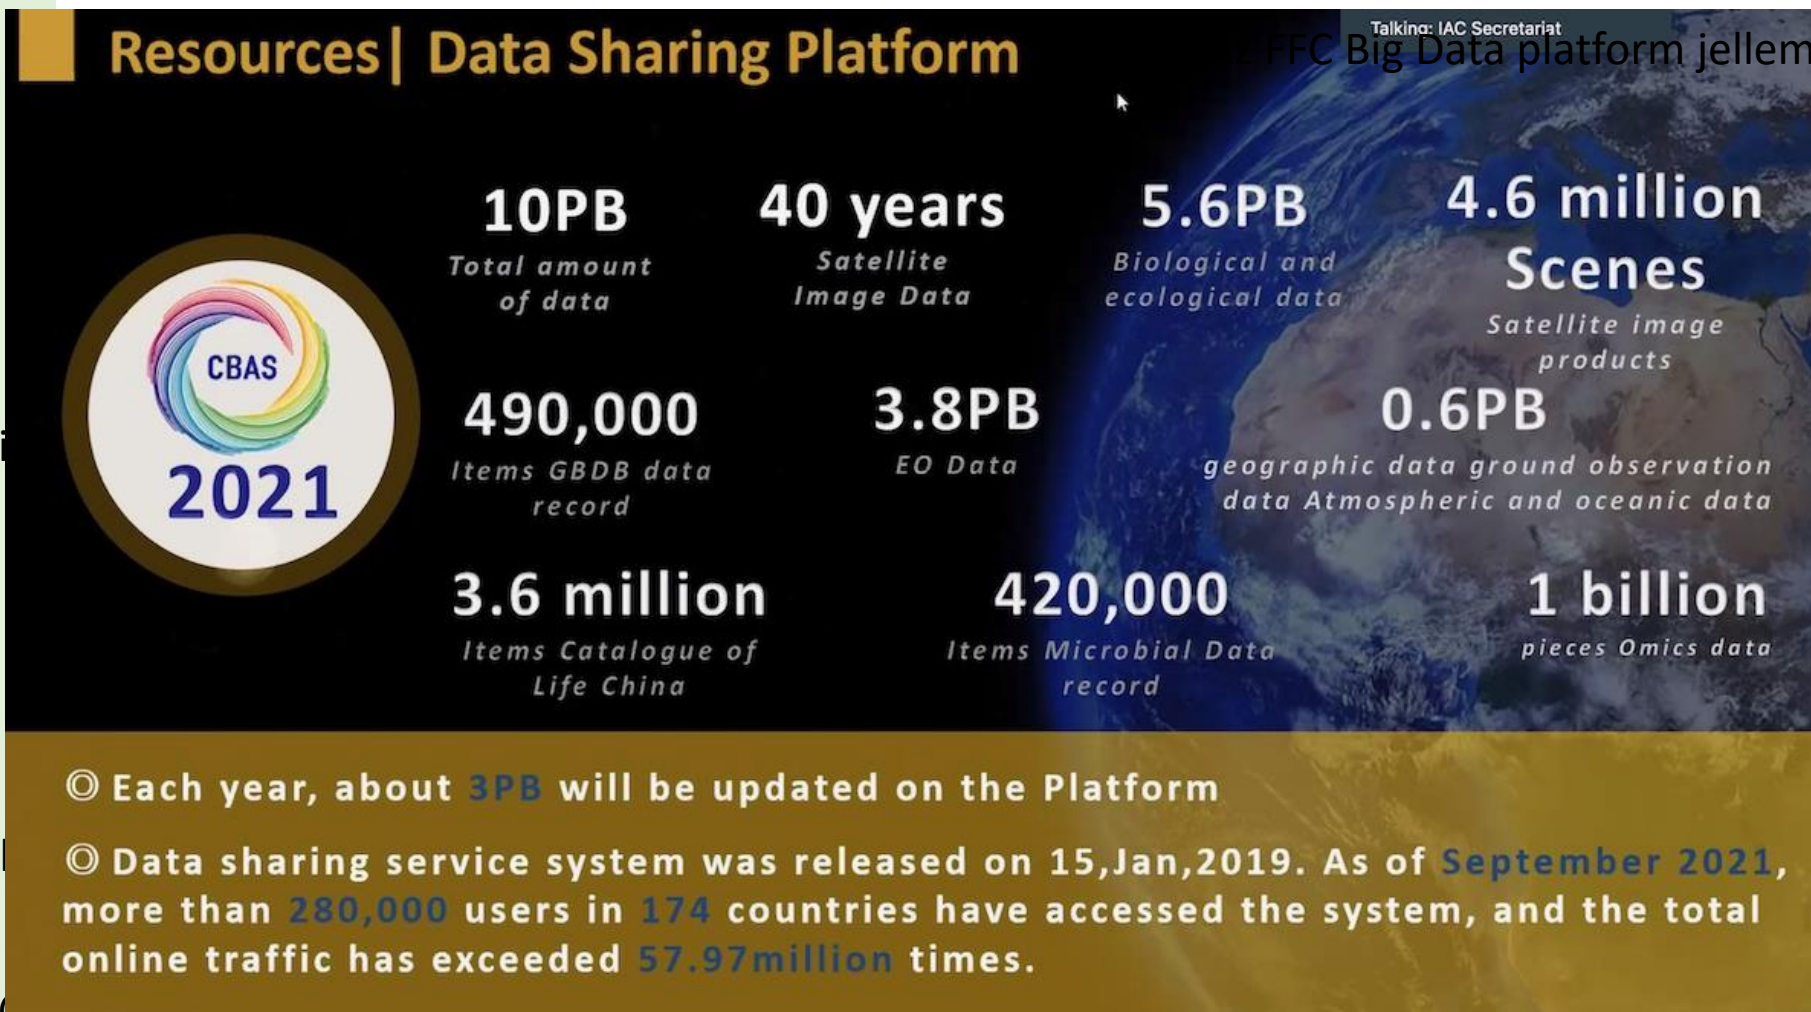 Talking: IAC Secretariat
FFC Big Data platform jellem
Resources| Data Sharing Platform
10PB
Total amount
of data
40 years
Satellite
Image Data
5.6PB
Biological and
ecological data
4.6 million
Scenes
Satellite image
products
CBAS
2021
490,000
Items GBDB data
record
3.8PB
EO Data
0.6PB
geographic data ground observation
data Atmospheric and oceanic data
3.6 million
Items Catalogue of
Life China
420,000
Items Microbial Data
record
1 billion
pieces Omics data
◎ Each year, about 3PB will be updated on the Platform
◎ Data sharing service system was released on 15,Jan,2019. As of September 2021,
more than 280,000 users in 174 countries have accessed the system, and the total
online traffic has exceeded 57.97million times.